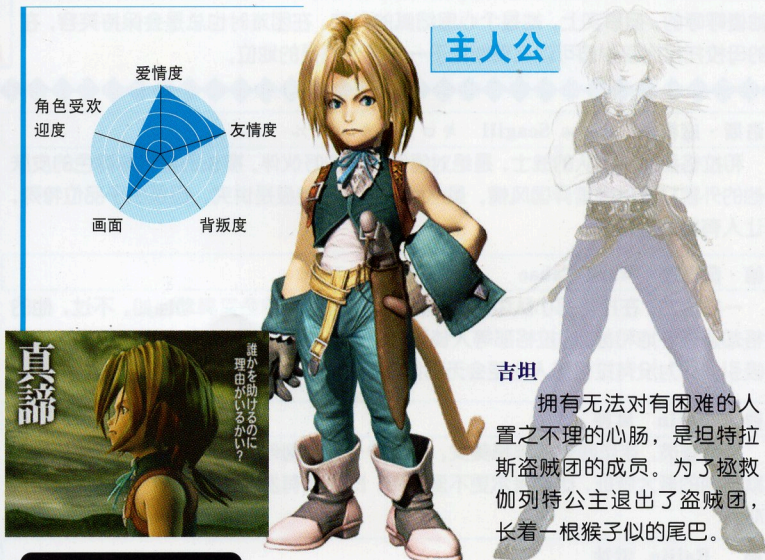 主人公
爱情度
角色受欢
迎度
友情度
画面
背叛度
真諦
誰かを助けるのに
理由がいるかい?
吉坦
拥有无法对有困难的人
置之不理的心肠，是坦特拉
斯盗贼团的成员。为了拯救
伽列特公主退出了盗贼团，
长着一根猴子似的尾巴。